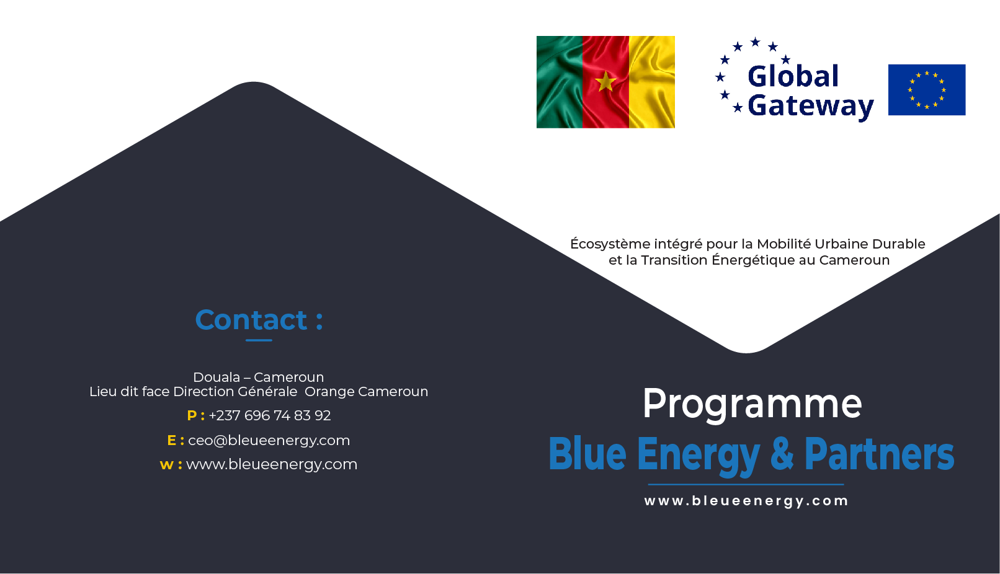 Global
Gateway
Écosystème intégré pour la Mobilité Urbaine Durable
et la Transition Énergétique au Cameroun
Contact :
Douala – Cameroun
Lieu dit face Direction Générale  Orange Cameroun
P : +237 696 74 83 92
E : ceo@bleueenergy.com
w : www.bleueenergy.com
Programme
Blue Energy & Partners
www.bleueenergy.com